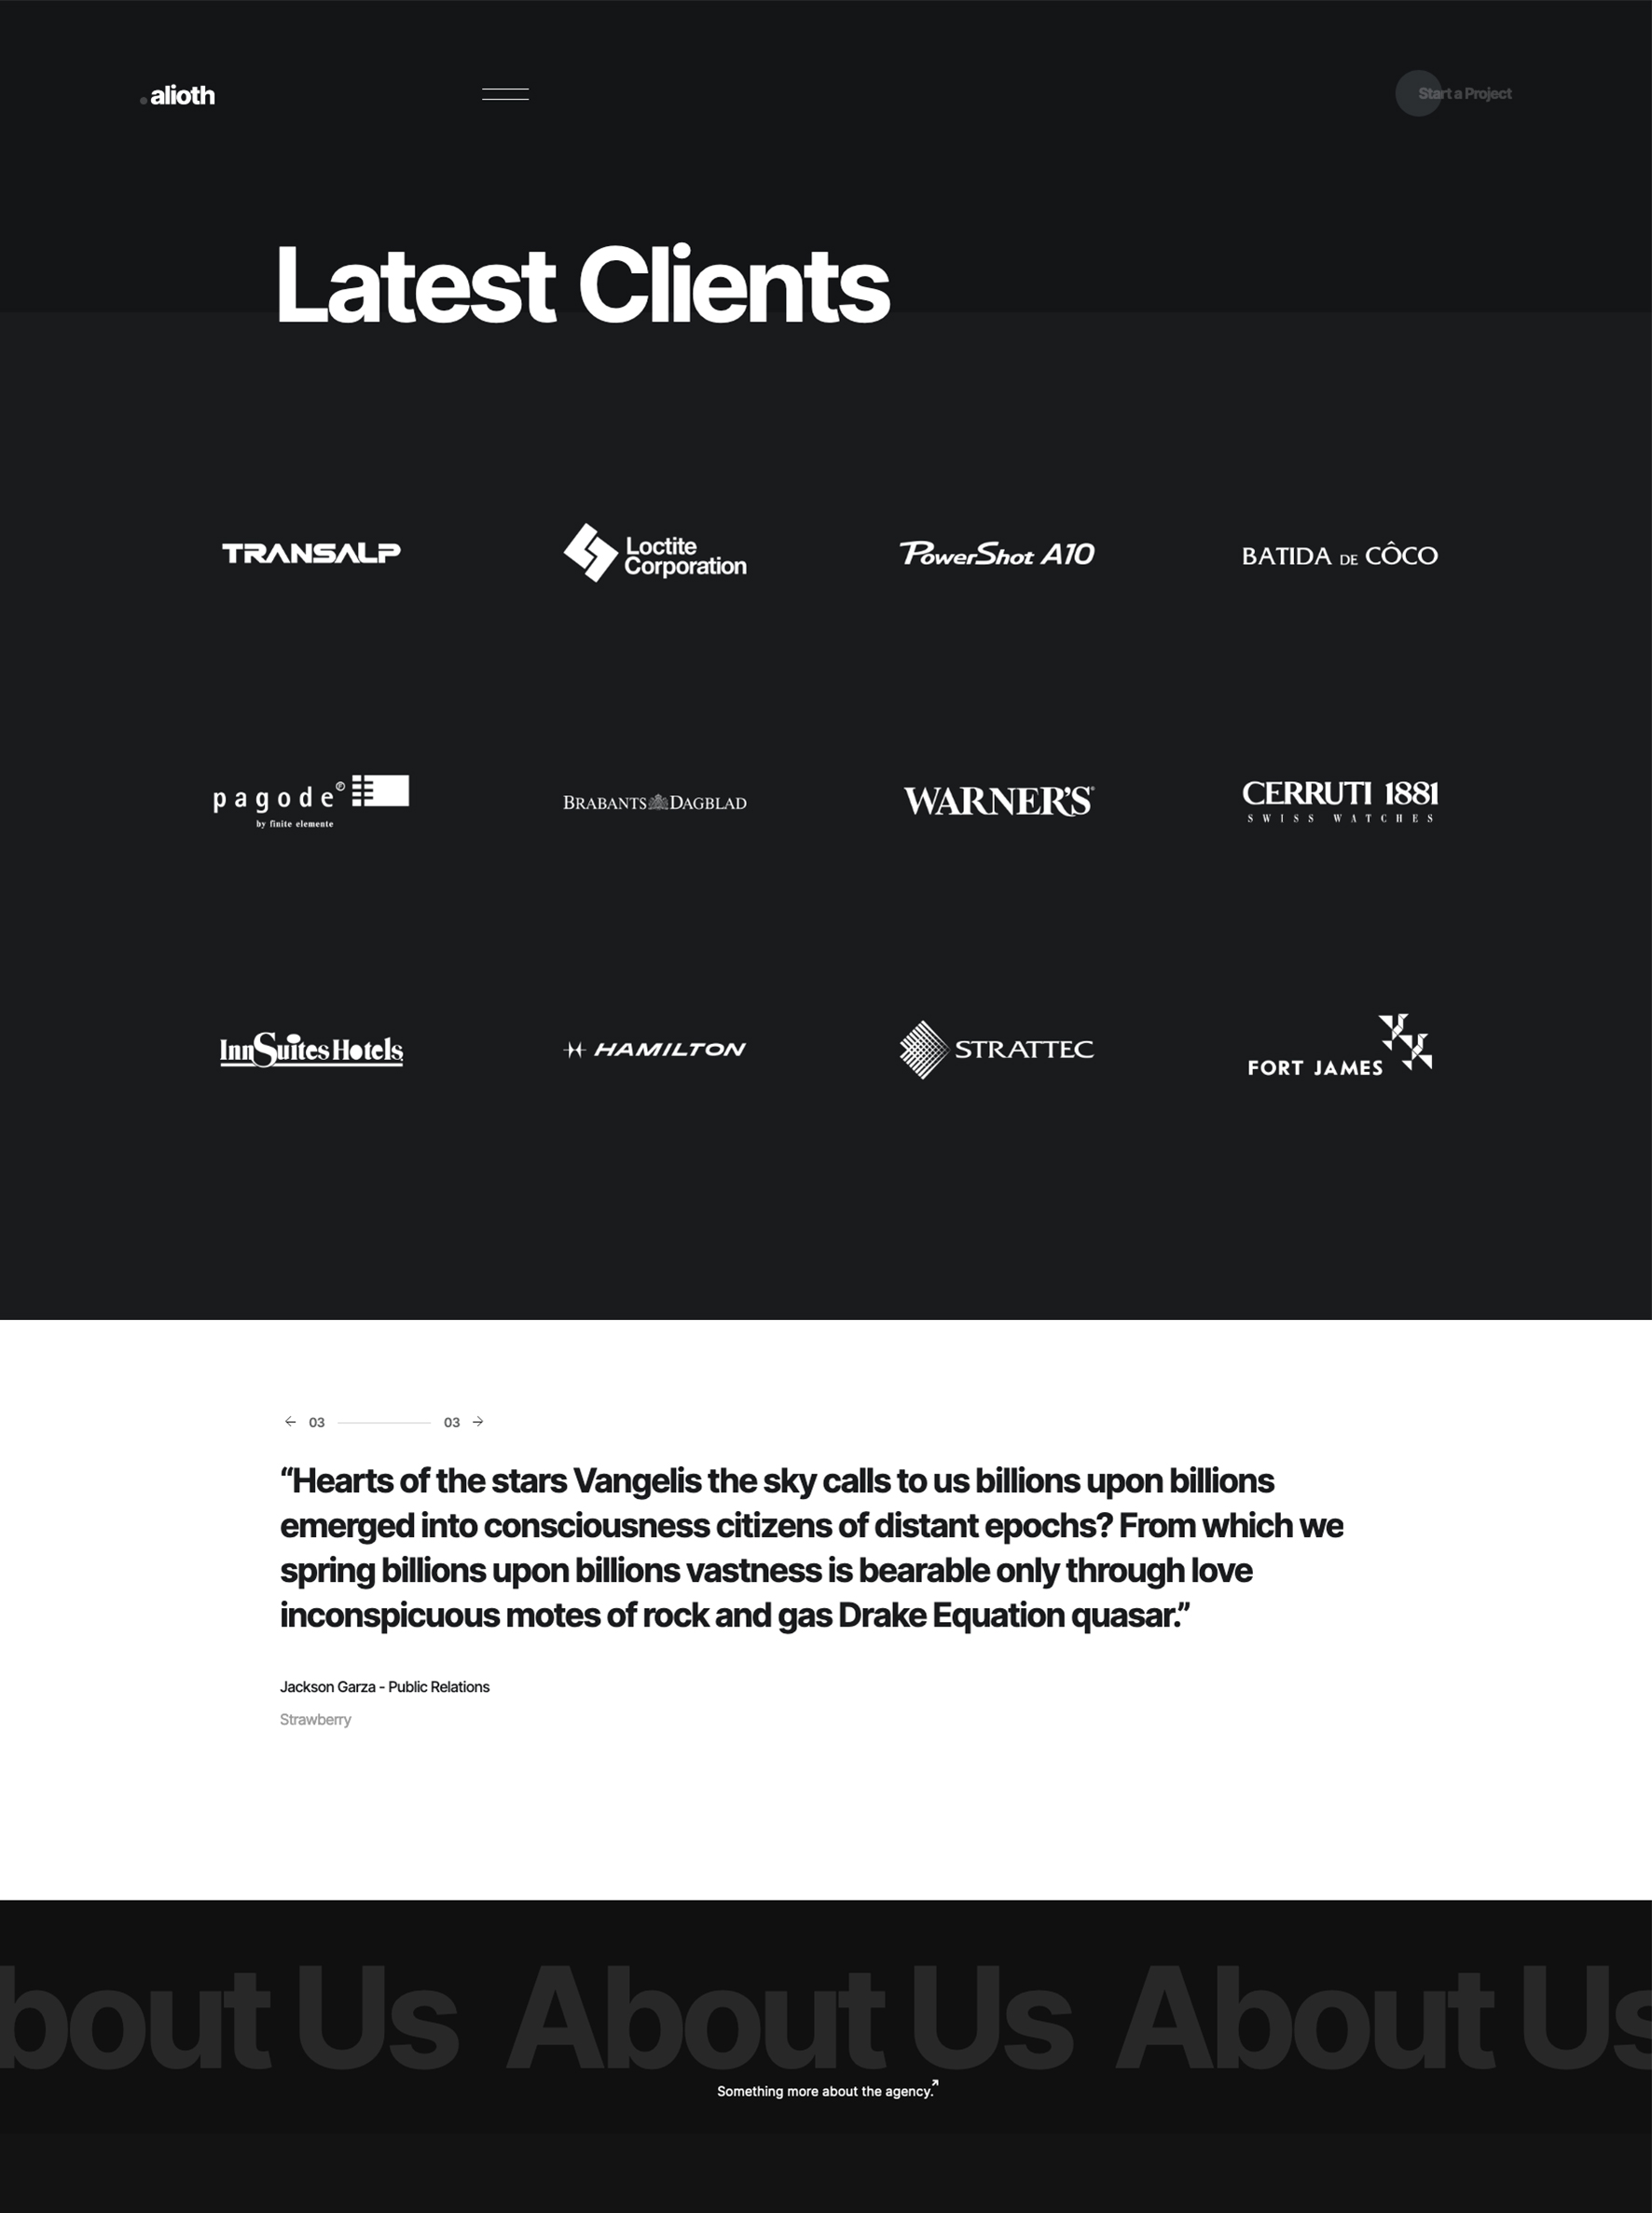 alioth
Start a Project
Latest Clients
TRANSALP
Loctite
Corporation
PowerShot A10
BATIDA DE CÔCO
pagode®
by finite elemente
BRABANTS DAGBLAD
WARNER'S®
CERRUTI 1881
SWISS WATCHES
InnSuites Hotels
HAMILTON
STRATTEC
FORT JAMES
03 03
“Hearts of the stars Vangelis the sky calls to us billions upon billions
emerged into consciousness citizens of distant epochs? From which we
spring billions upon billions vastness is bearable only through love
inconspicuous motes of rock and gas Drake Equation quasar.”
Jackson Garza - Public Relations
Strawberry
bout Us About Us About Us
Something more about the agency.